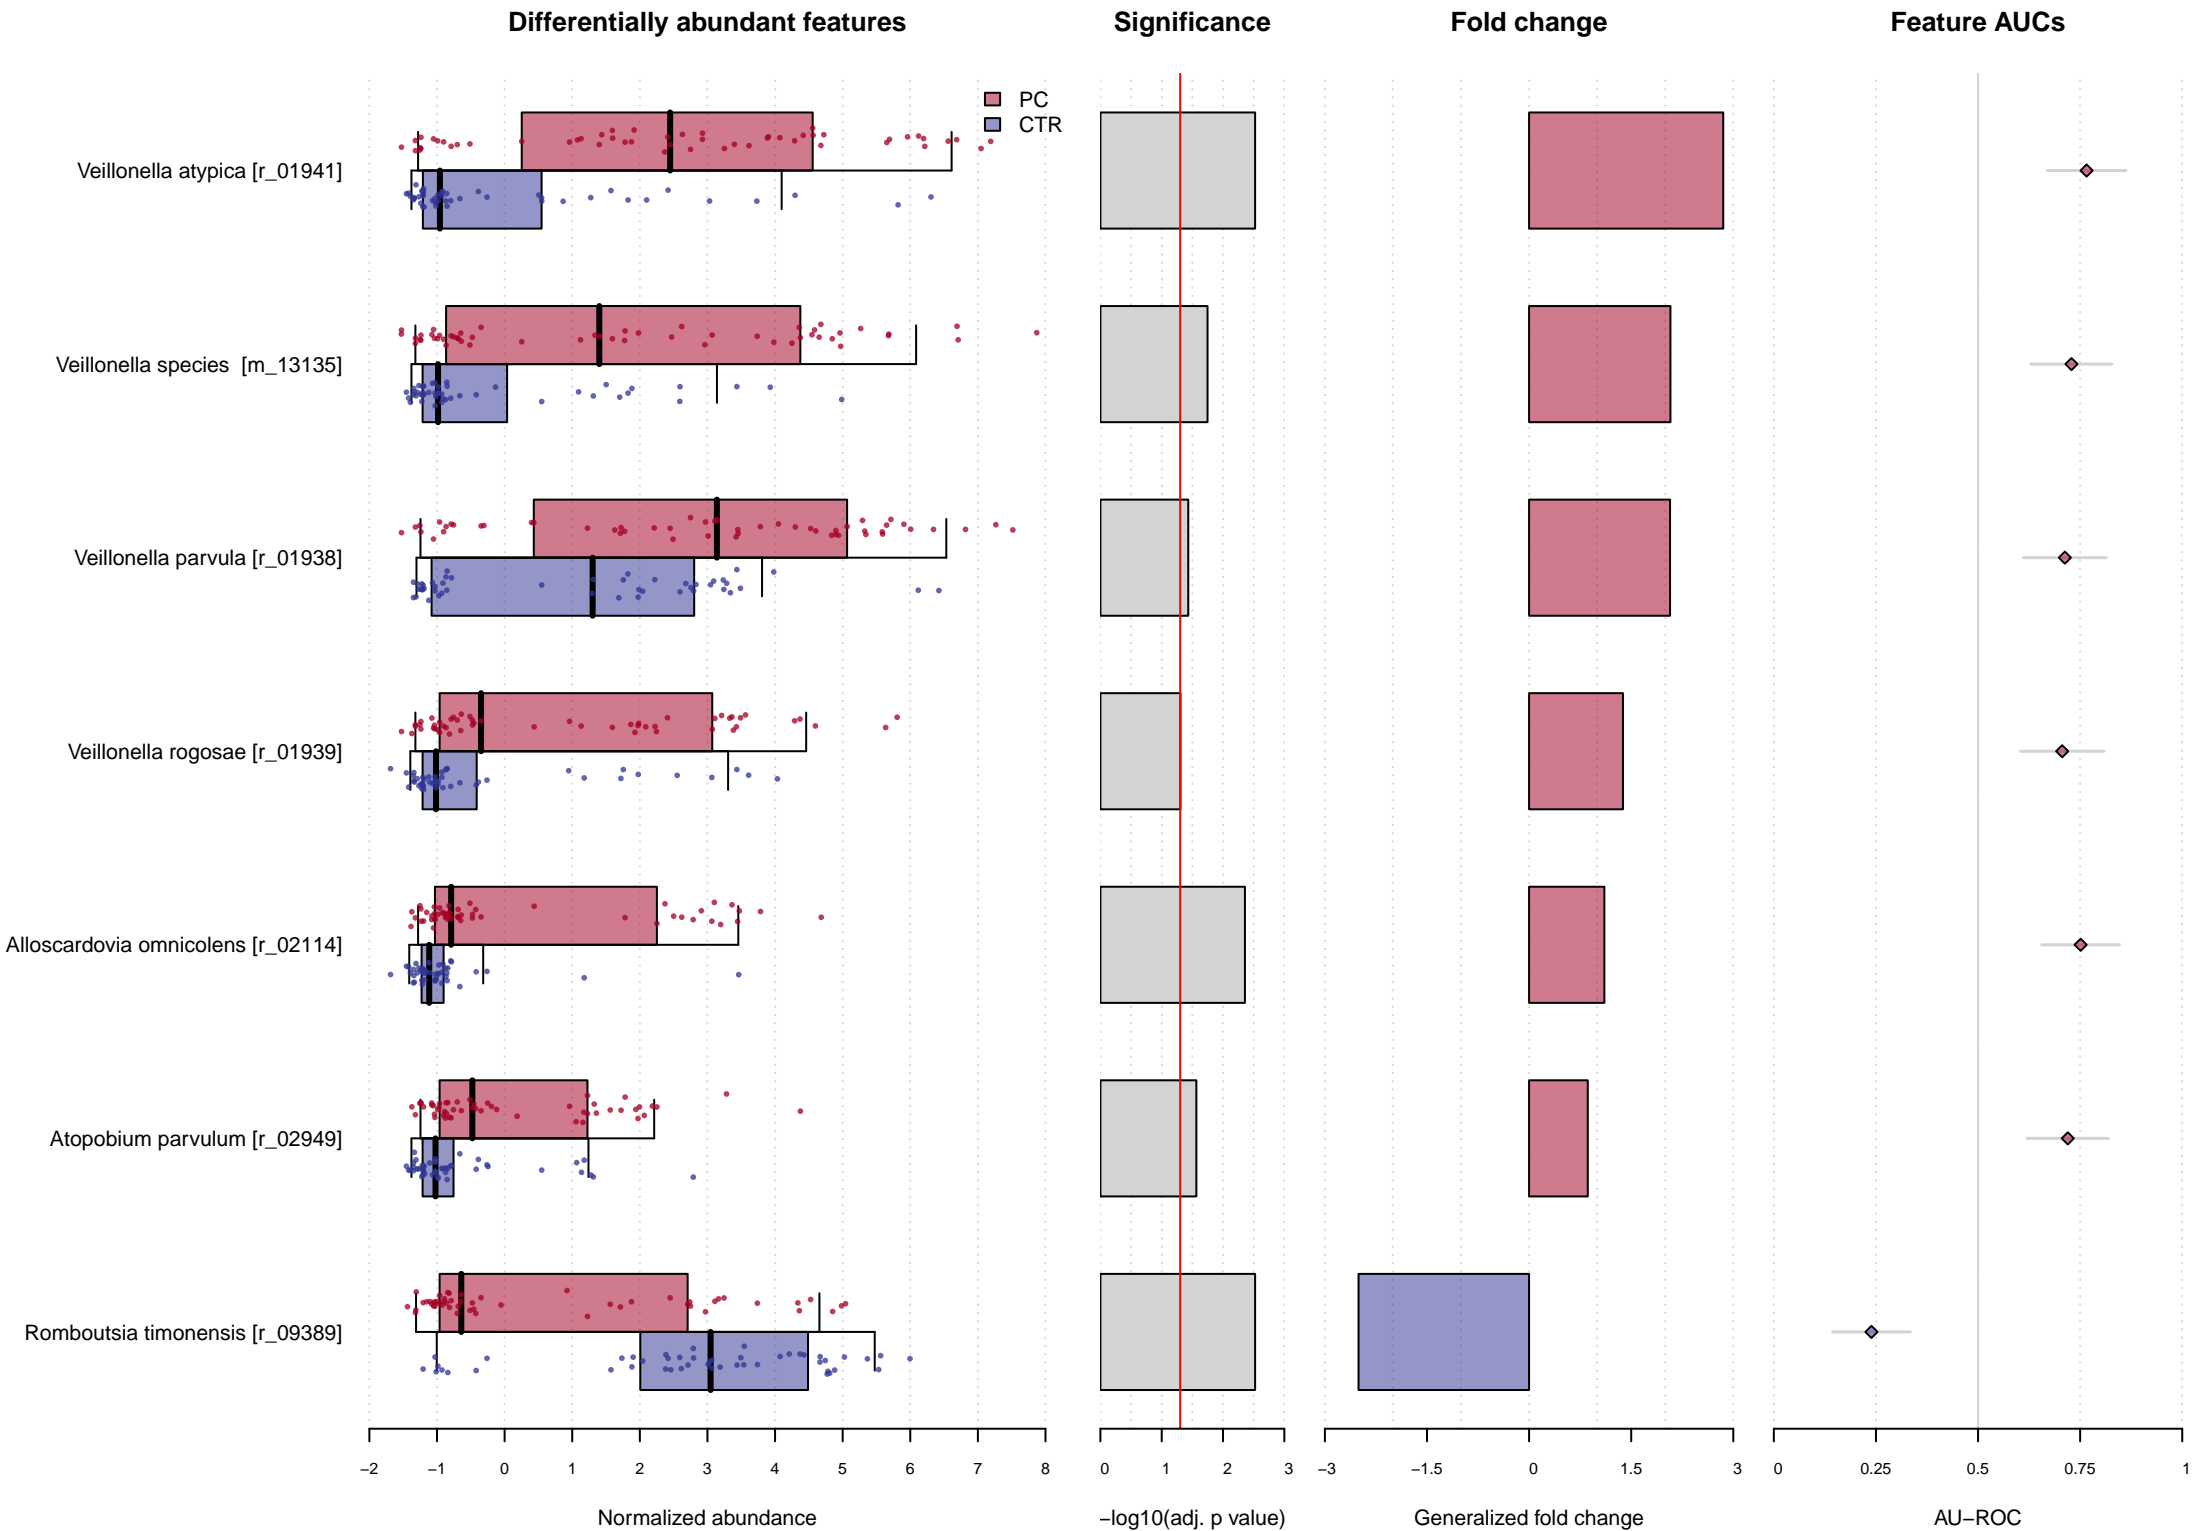 Differentially abundant features
Significance
Fold change
Feature AUCs
PC
CTR
Veillonella atypica [r_01941]
Veillonella species  [m_13135]
Veillonella parvula [r_01938]
Veillonella rogosae [r_01939]
Alloscardovia omnicolens [r_02114]
Atopobium parvulum [r_02949]
Romboutsia timonensis [r_09389]
−2 −1 0 1 2 3 4 5 6 7 8
0 1 2 3
−3 −1.5 0 1.5 3
0 0.25 0.5 0.75 1
Normalized abundance
−log10(adj. p value)
Generalized fold change
AU−ROC